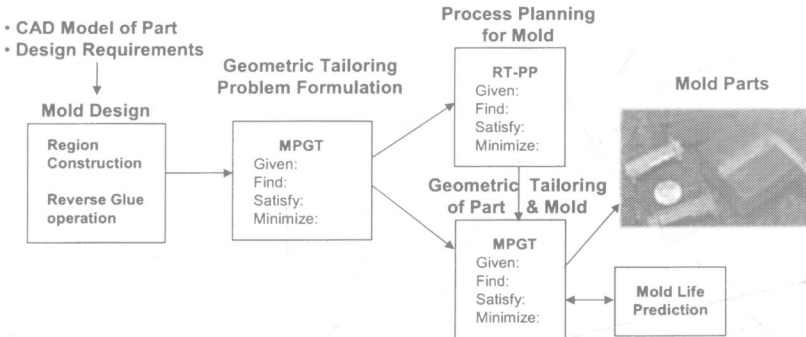 • CAD Model of Part
• Design Requirements
Mold Design
Region
Construction
Reverse Glue
operation
Geometric Tailoring
Problem Formulation
MPGT
Given:
Find:
Satisfy:
Minimize:
Process Planning
for Mold
RT-PP
Given:
Find:
Satisfy:
Minimize:
Geometric Tailoring
of Part & Mold
MPGT
Given:
Find:
Satisfy:
Minimize:
Mold Parts
Mold Life
Prediction